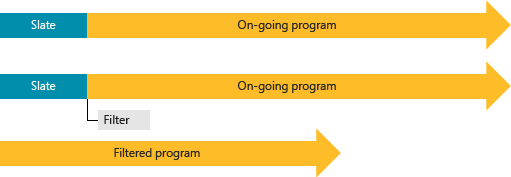 Slate On-going program
Slate On-going program
Filter
Filtered program